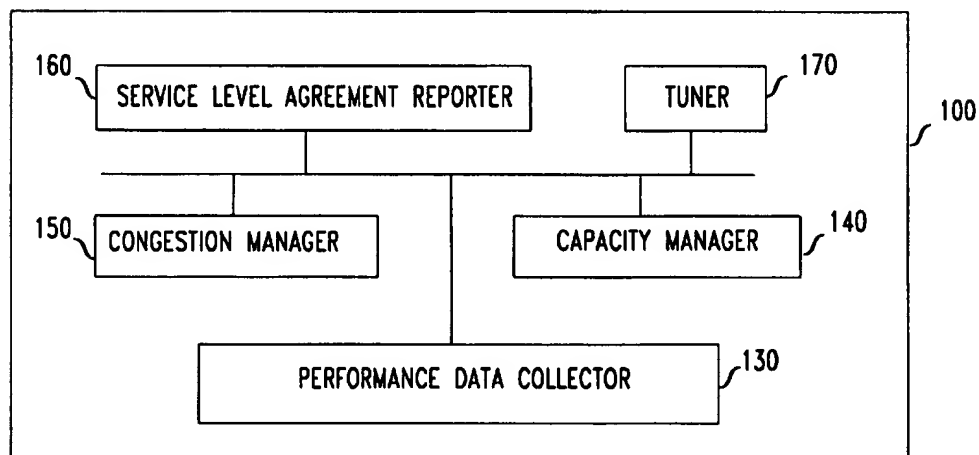 160
SERVICE LEVEL AGREEMENT REPORTER
170
TUNER
100
150
CONGESTION MANAGER
CAPACITY MANAGER
140
PERFORMANCE DATA COLLECTOR
130